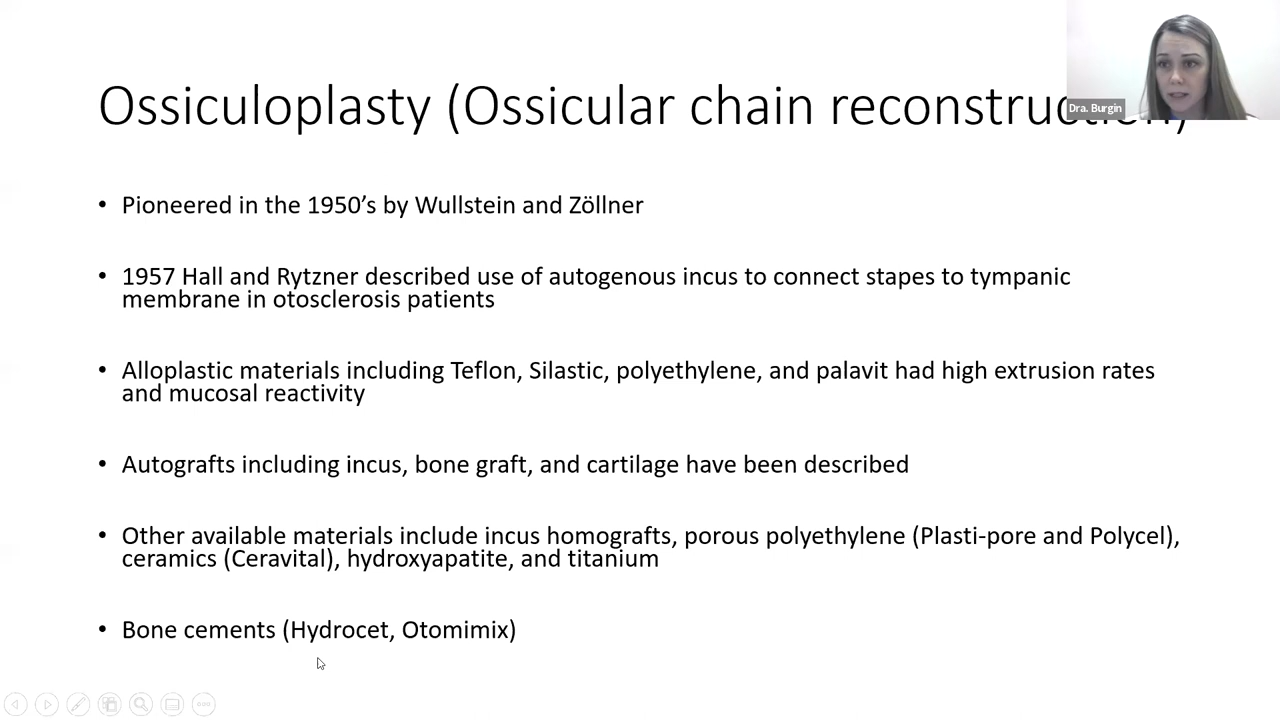 Ossiculoplasty (Ossicular chain reconstruction)
Dra. Burgin
• Pioneered in the 1950’s by Wullstein and Zöllner
• 1957 Hall and Rytzner described use of autogenous incus to connect stapes to tympanic
membrane in otosclerosis patients
• Alloplastic materials including Teflon, Silastic, polyethylene, and palavit had high extrusion rates
and mucosal reactivity
• Autografts including incus, bone graft, and cartilage have been described
• Other available materials include incus homografts, porous polyethylene (Plasti-pore and Polycel),
ceramics (Ceravital), hydroxyapatite, and titanium
• Bone cements (Hydrocet, Otomimix)